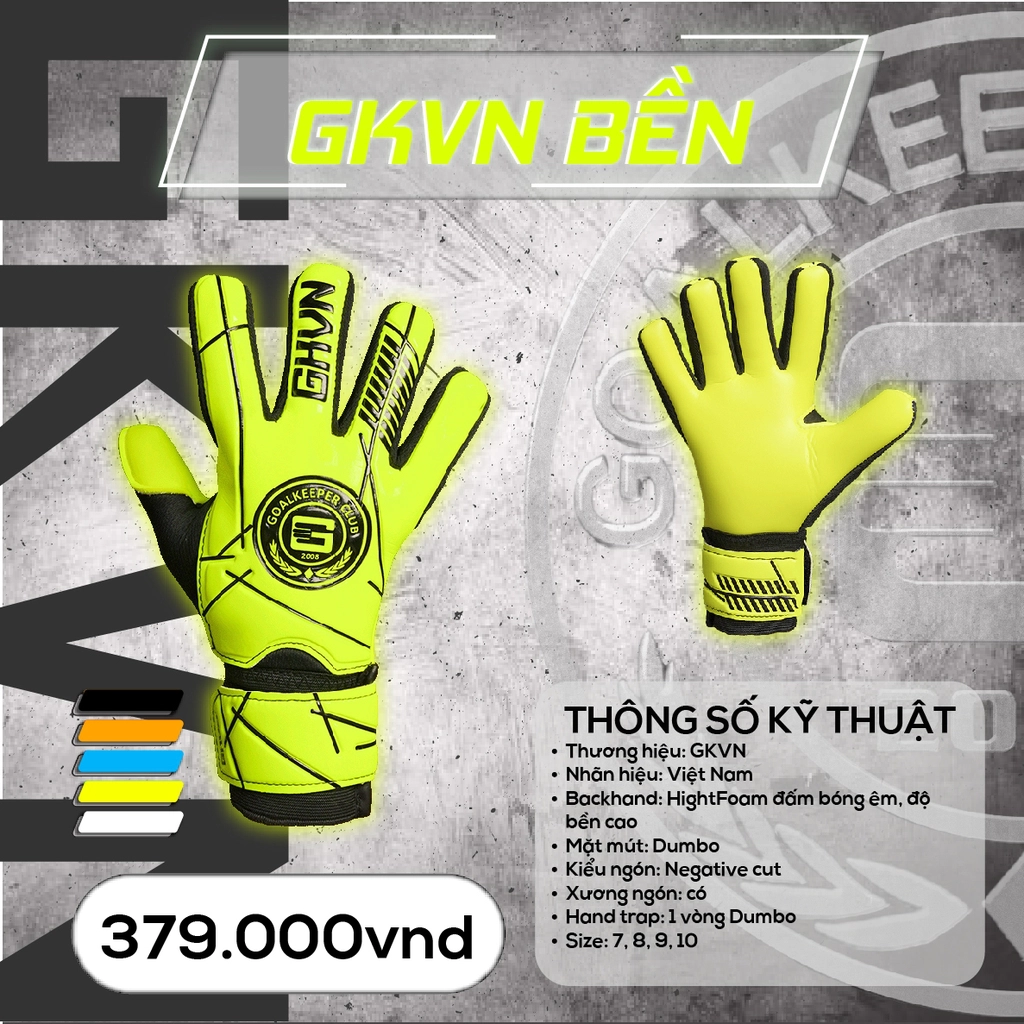 GKVN BỀN
GKVN
GOALKEEPER CLUB
2008
THÔNG SỐ KỸ THUẬT
• Thương hiệu: GKVN
• Nhãn hiệu: Việt Nam
• Backhand: HightFoam đấm bóng êm, độ
bền cao
• Mặt mút: Dumbo
• Kiểu ngón: Negative cut
• Xương ngón: có
• Hand trap: 1 vòng Dumbo
• Size: 7, 8, 9, 10
379.000vnd